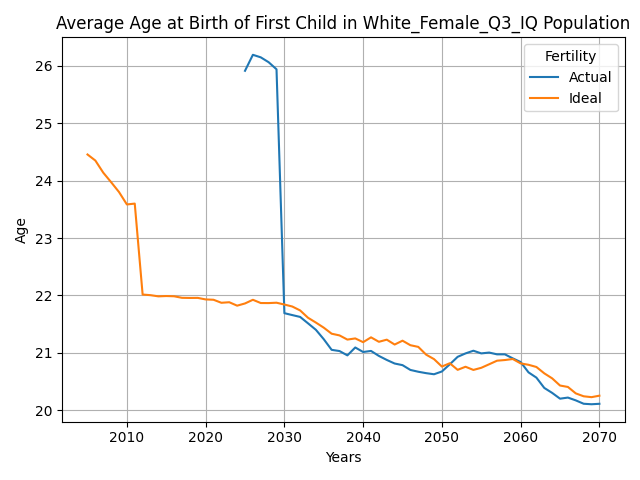 Average Age at Birth of First Child in White_Female_Q3_IQ Population
Fertility
Actual
Ideal
Age
26
25
24
23
22
21
20
2010
2020
2030
2040
2050
2060
2070
Years